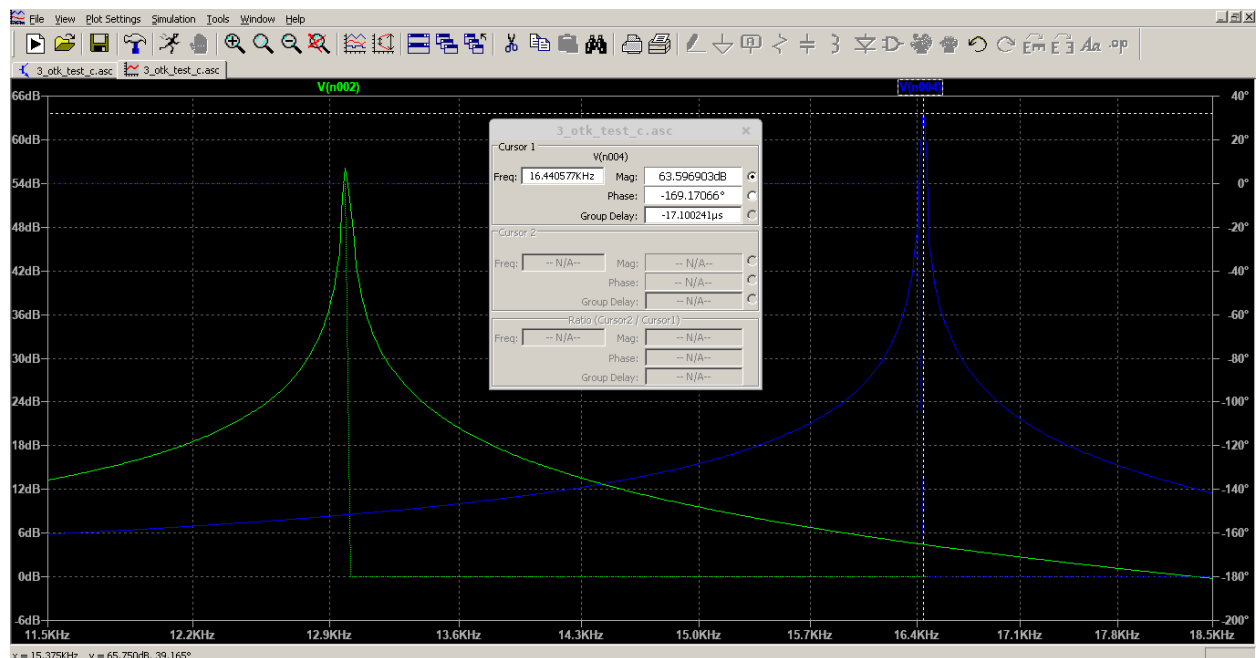 File View Plot Settings Simulation Tools Window Help
3_otk_test_c.asc 3_otk_test_c.asc
V(n002) V(n004)
66dB 40°
60dB 20°
54dB 0°
48dB -20°
42dB -40°
36dB -60°
30dB -80°
24dB -100°
18dB -120°
12dB -140°
6dB -160°
0dB -180°
-6dB -200°
11.5KHz 12.2KHz 12.9KHz 13.6KHz 14.3KHz 15.0KHz 15.7KHz 16.4KHz 17.1KHz 17.8KHz 18.5KHz
3_otk_test_c.asc
Cursor 1
V(n004)
Freq: 16.440577KHz Mag: 63.596903dB
Phase: -169.17066°
Group Delay: -17.100241µs
Cursor 2
Freq: -- N/A-- Mag: -- N/A--
Phase: -- N/A--
Group Delay: -- N/A--
Ratio (Cursor2 / Cursor1)
Freq: -- N/A-- Mag: -- N/A--
Phase: -- N/A--
Group Delay: -- N/A--
x = 15.375KHz y = 65.750dB, 39.165°